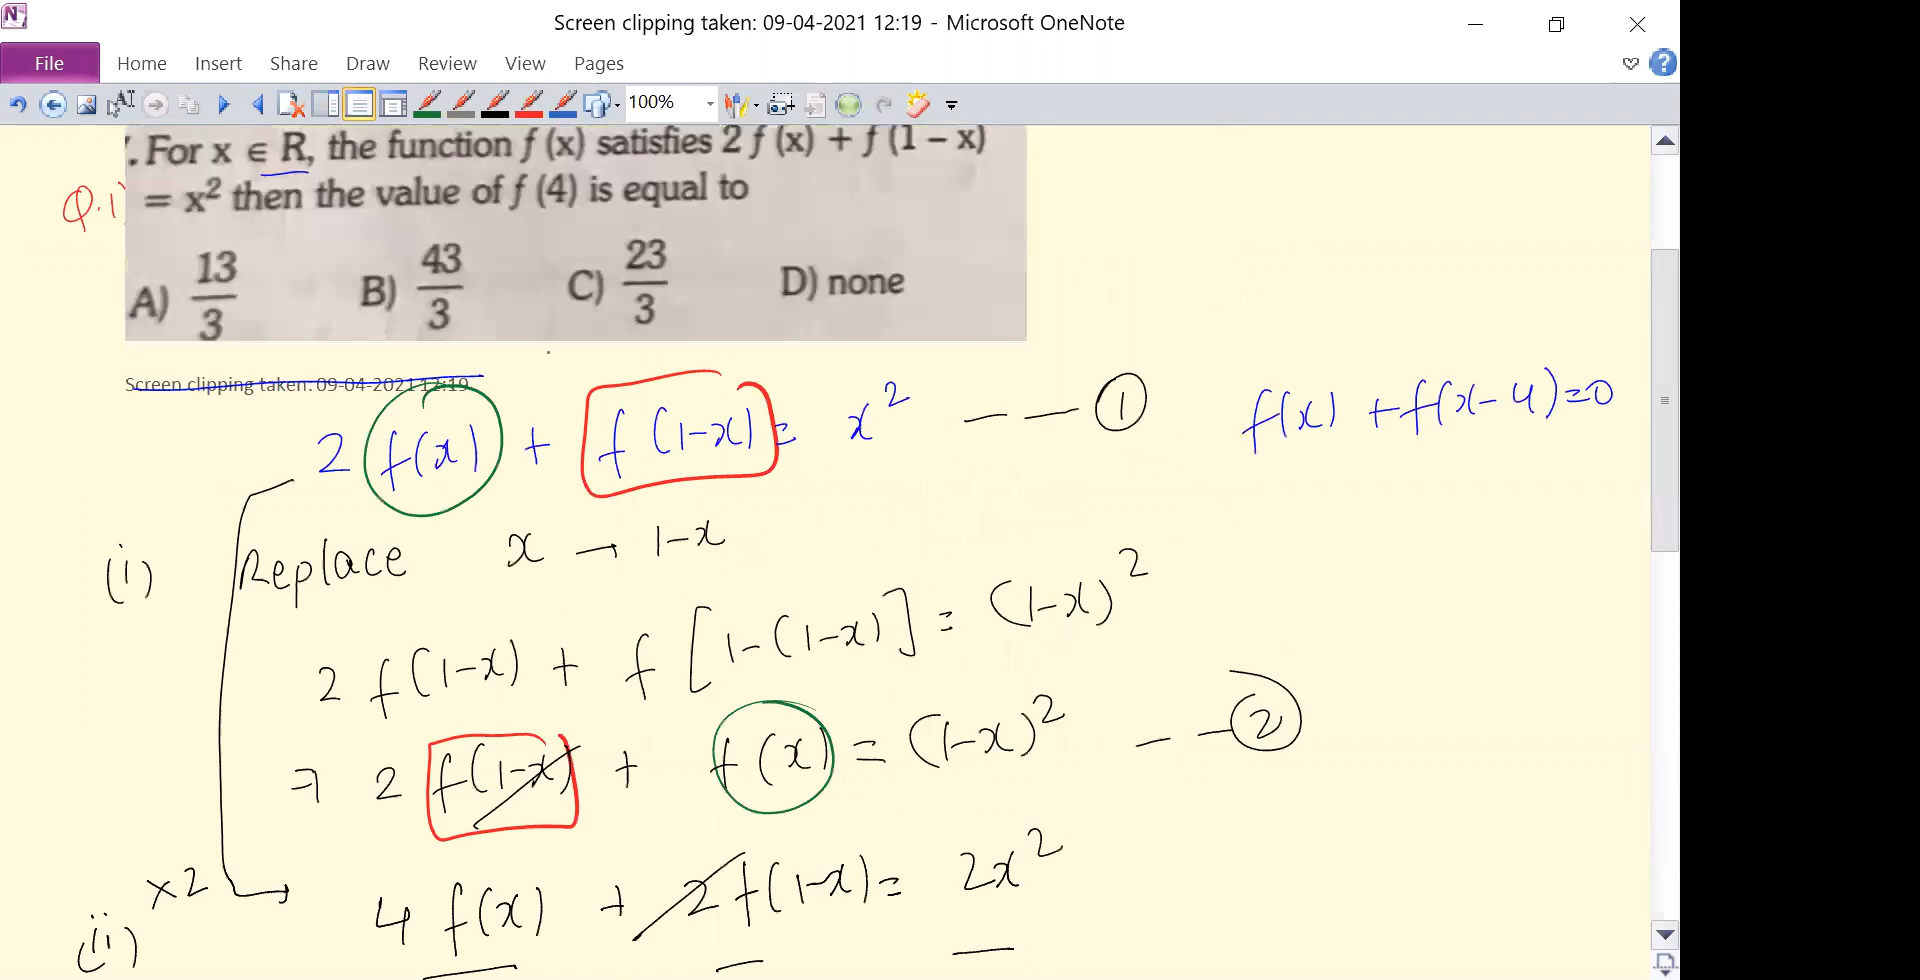 Screen clipping taken: 09-04-2021 12:19 - Microsoft OneNote
File Home Insert Share Draw Review View Pages
100%
. For x ∈ R, the function f (x) satisfies 2 f (x) + f (1 – x)
= x² then the value of f (4) is equal to
Q.1)
A) 13/3 B) 43/3 C) 23/3 D) none
Screen clipping taken: 09-04-2021 12:19
2 f(x) + f(1-x) = x² -- ①
f(x) + f(x-4)=0
(i) Replace x → 1-x
2 f(1-x) + f[1-(1-x)] = (1-x)²
⇒ 2 f(1-x) + f(x) = (1-x)² -- ②
×2
(ii) 4 f(x) + 2f(1-x) = 2x²